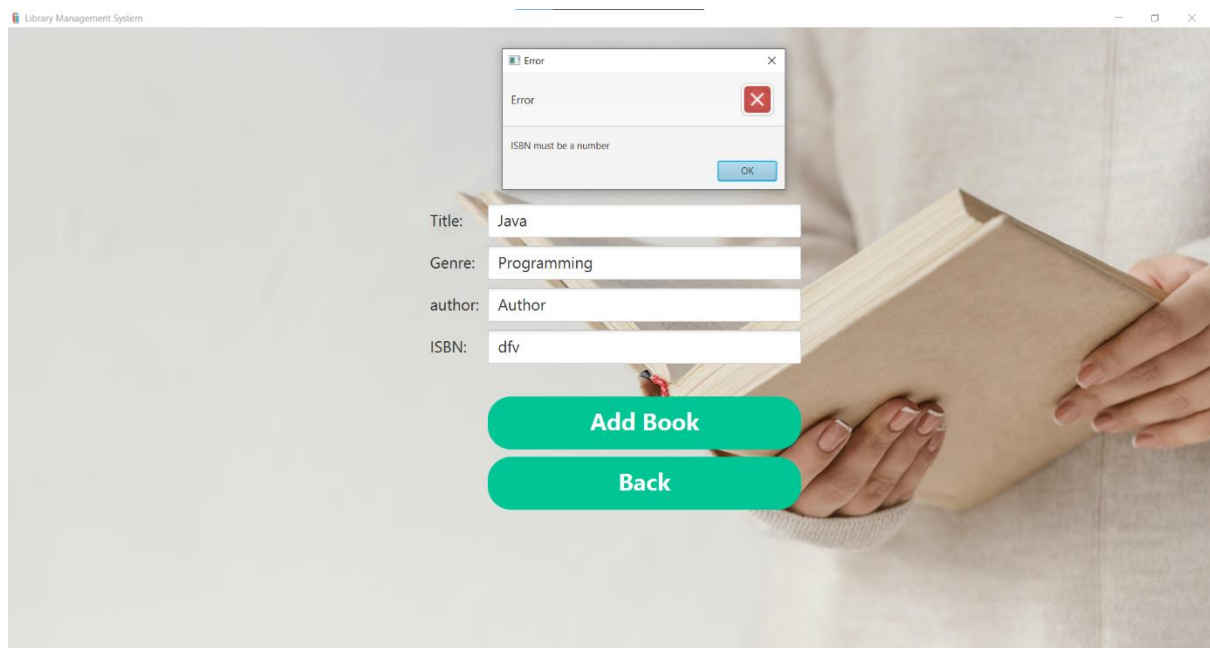 Library Management System
Error
Error
ISBN must be a number
OK
Title: Java
Genre: Programming
author: Author
ISBN: dfv
Add Book
Back